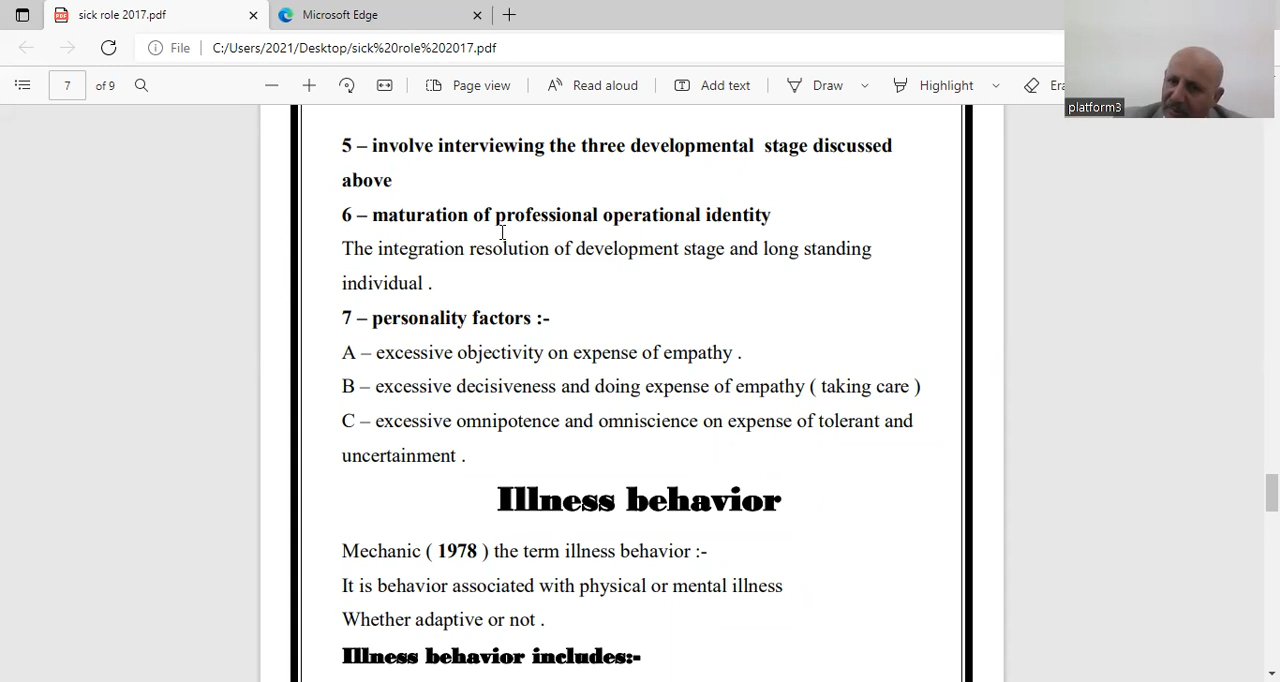 sick role 2017.pdf
Microsoft Edge
File
C:/Users/2021/Desktop/sick%20role%202017.pdf
7
of 9
Page view
Read aloud
Add text
Draw
Highlight
Era
platform3
5 – involve interviewing the three developmental stage discussed
above
6 – maturation of professional operational identity
The integration resolution of development stage and long standing
individual .
7 – personality factors :-
A – excessive objectivity on expense of empathy .
B – excessive decisiveness and doing expense of empathy ( taking care )
C – excessive omnipotence and omniscience on expense of tolerant and
uncertainment .
Illness behavior
Mechanic ( 1978 ) the term illness behavior :-
It is behavior associated with physical or mental illness
Whether adaptive or not .
Illness behavior includes:-